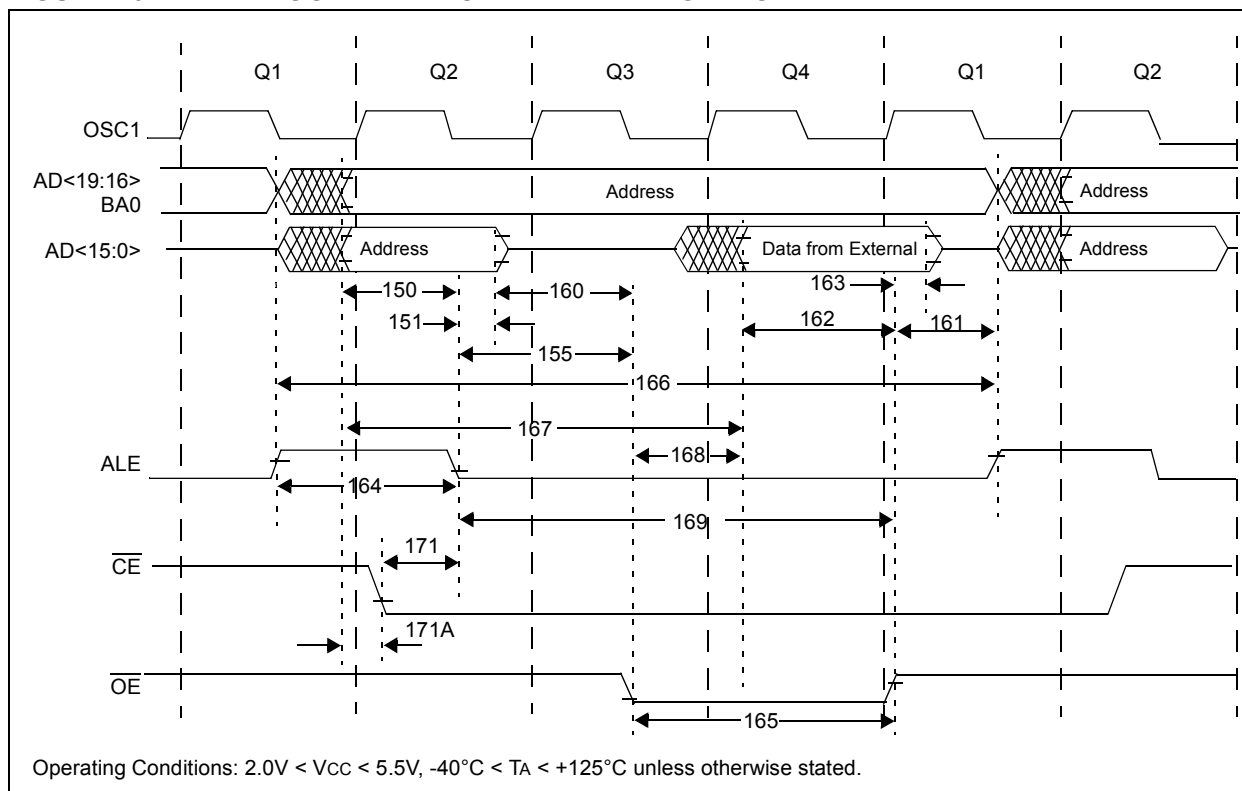 Q1 Q2 Q3 Q4 Q1 Q2
OSC1
AD<19:16>
BA0
Address
Address
AD<15:0>
Address
Data from External
Address
150
160
163
151
162
161
155
166
167
ALE
168
164
169
CE
171
171A
OE
165
Operating Conditions: 2.0V < VCC < 5.5V, -40°C < TA < +125°C unless otherwise stated.